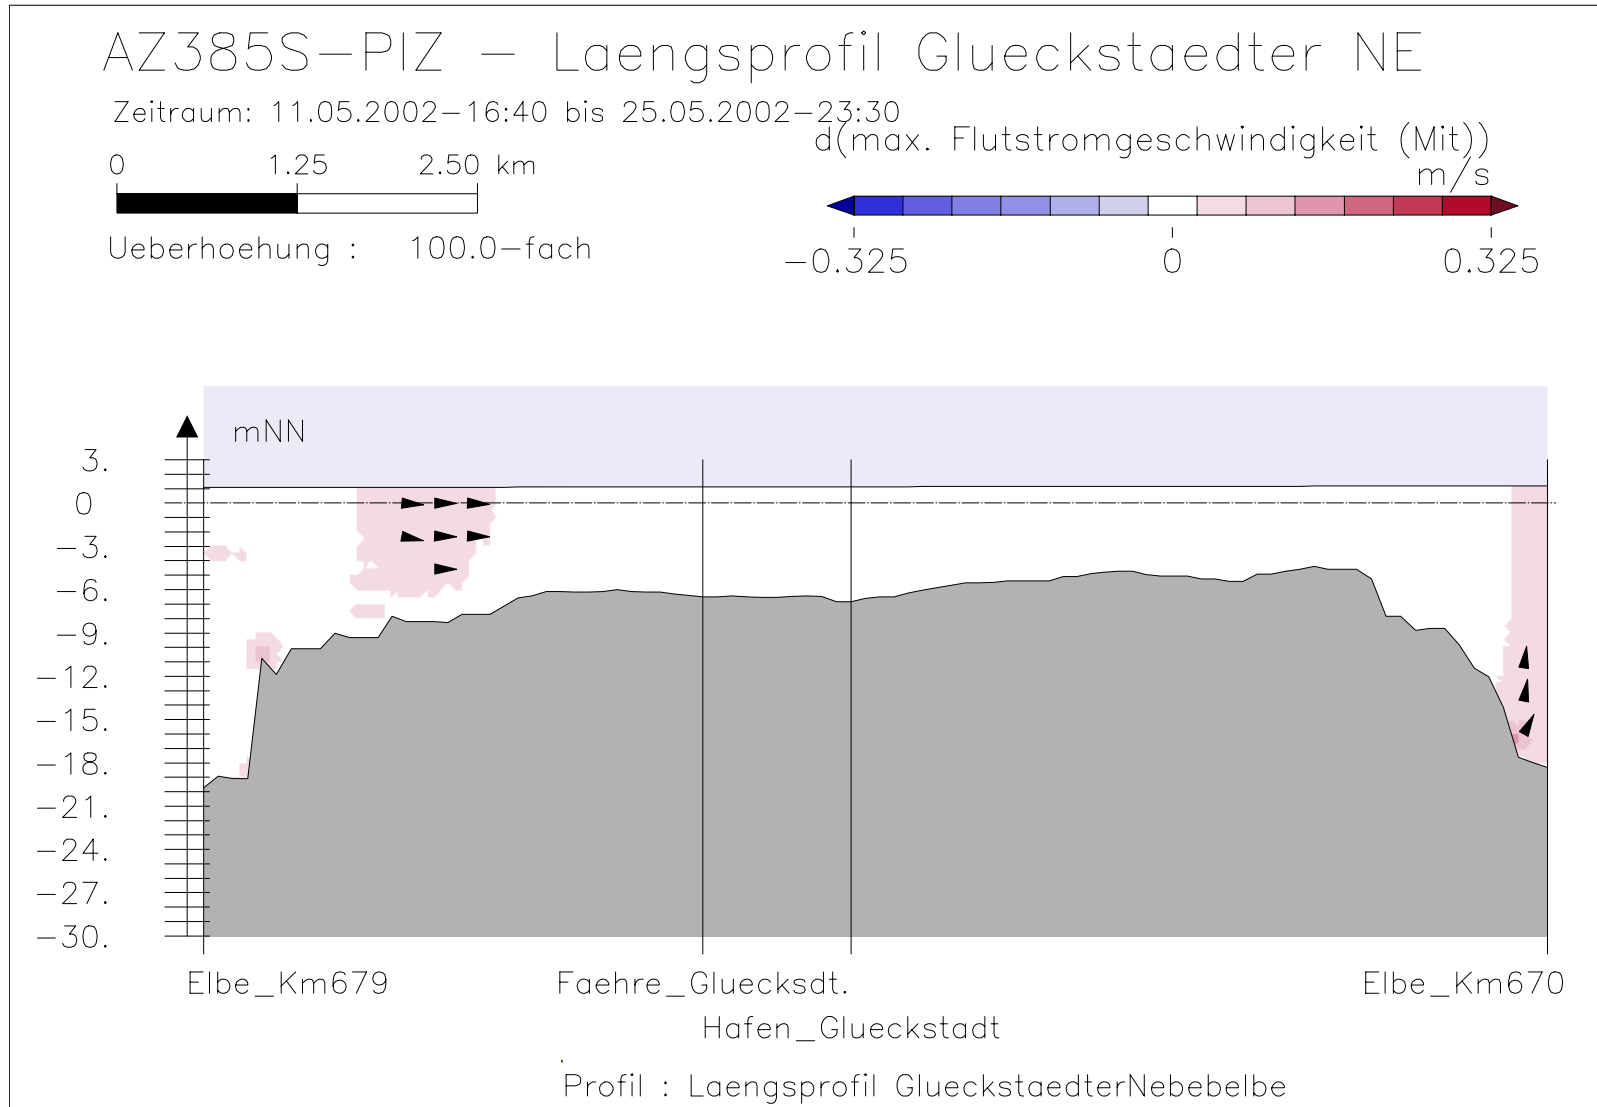 AZ385S-PIZ - Laengsprofil Glueckstaedter NE
Zeitraum: 11.05.2002-16:40 bis 25.05.2002-23:30
d(max. Flutstromgeschwindigkeit (Mit))
m/s
0 1.25 2.50 km
Ueberhoehung : 100.0-fach
-0.325 0 0.325
mNN
3.
0
-3.
-6.
-9.
-12.
-15.
-18.
-21.
-24.
-27.
-30.
Elbe_Km679 Faehre_Gluecksdt. Elbe_Km670
Hafen_Glueckstadt
Profil : Laengsprofil GlueckstaedterNebebelbe